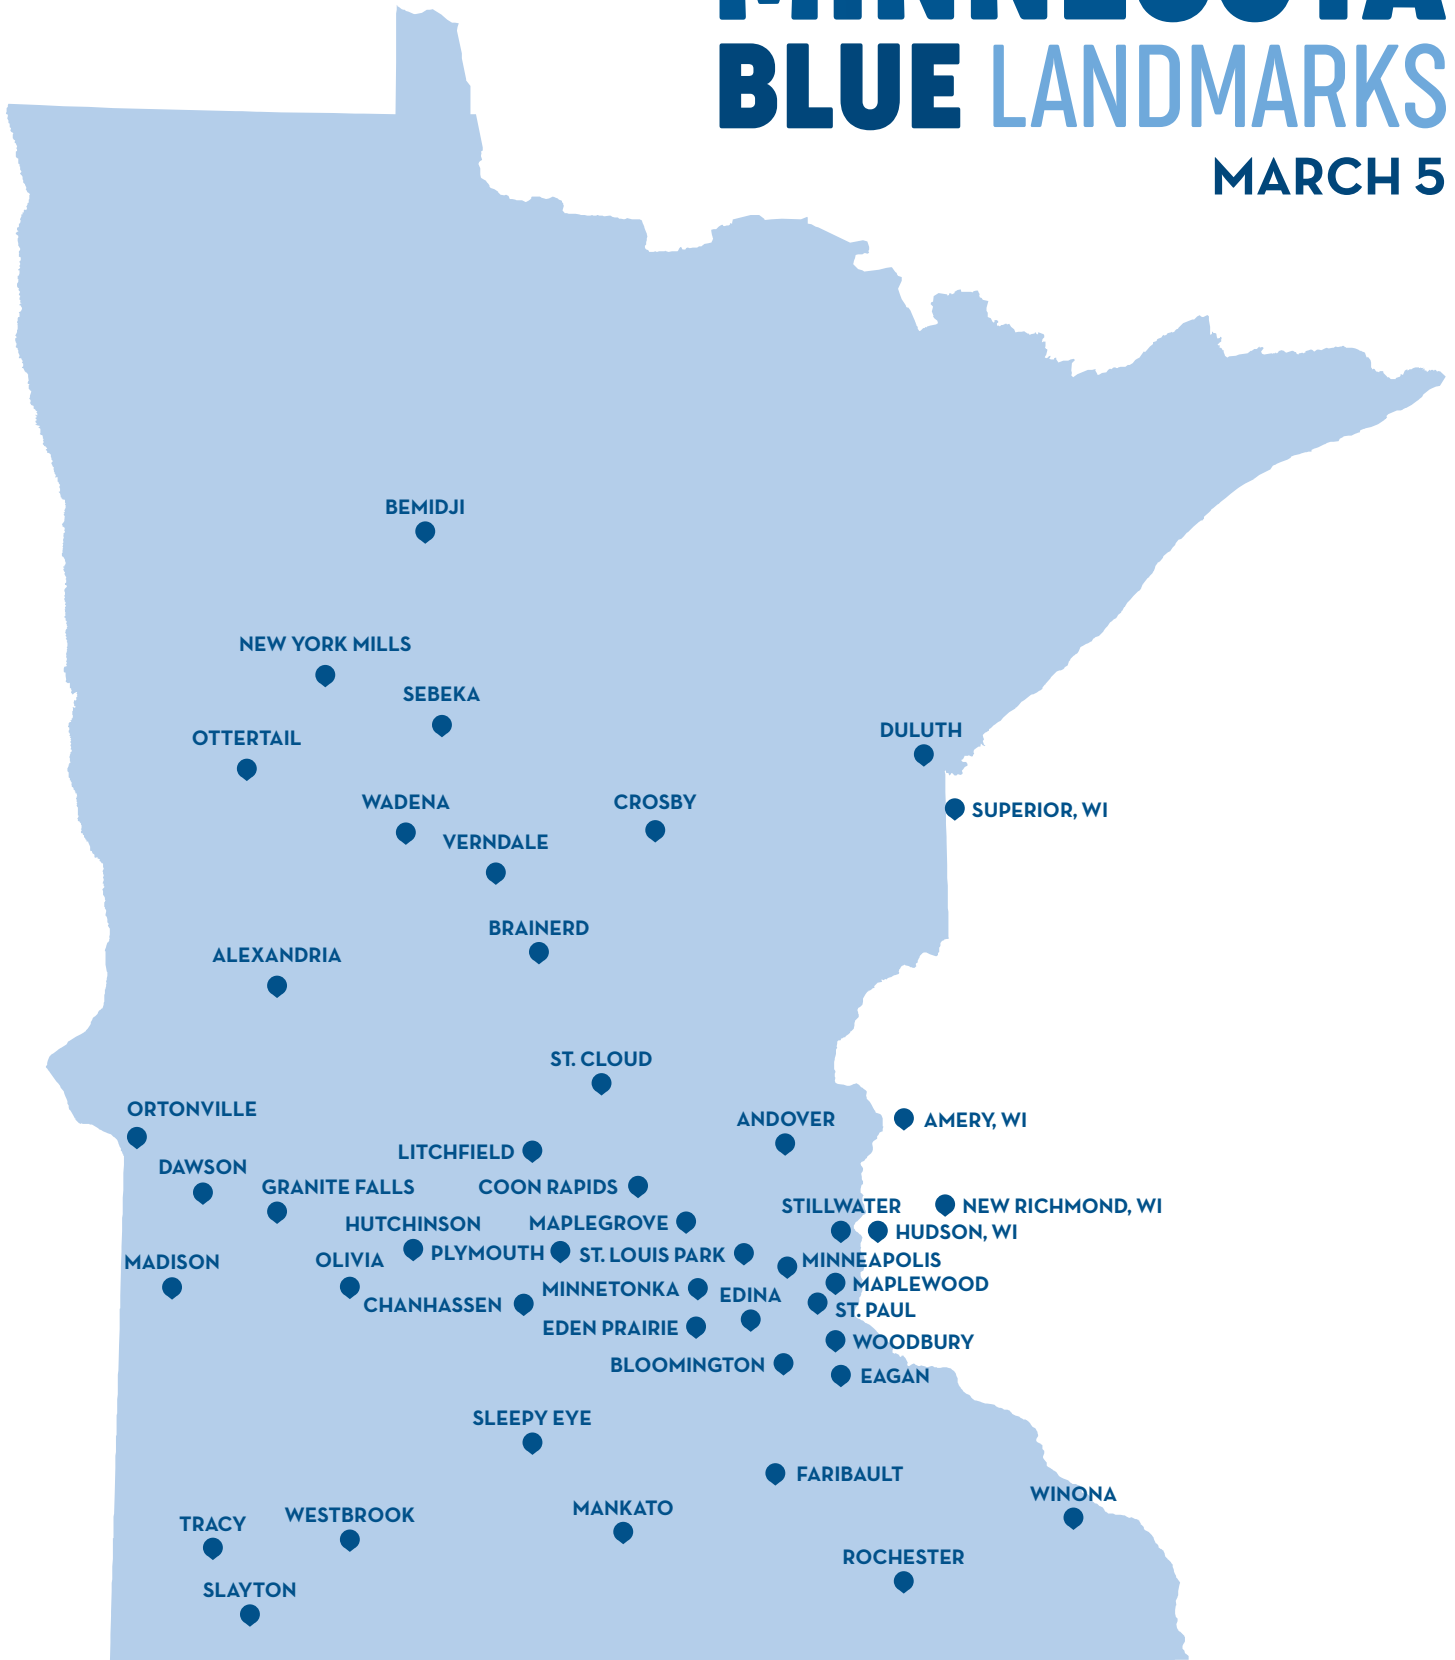 MINNESOTA
BLUE LANDMARKS
MARCH 5
BEMIDJI
NEW YORK MILLS
SEBEKA
DULUTH
OTTERTAIL
WADENA
CROSBY
SUPERIOR, WI
VERNDALE
BRAINERD
ALEXANDRIA
ST. CLOUD
ORTONVILLE
ANDOVER
AMERY, WI
LITCHFIELD
DAWSON
GRANITE FALLS
COON RAPIDS
STILLWATER
NEW RICHMOND, WI
HUTCHINSON
MAPLEGROVE
HUDSON, WI
PLYMOUTH
ST. LOUIS PARK
MADISON
OLIVIA
MINNEAPOLIS
MAPLEWOOD
MINNETONKA
EDINA
CHANHASSEN
ST. PAUL
EDEN PRAIRIE
WOODBURY
BLOOMINGTON
EAGAN
SLEEPY EYE
FARIBAULT
WINONA
MANKATO
WESTBROOK
TRACY
ROCHESTER
SLAYTON